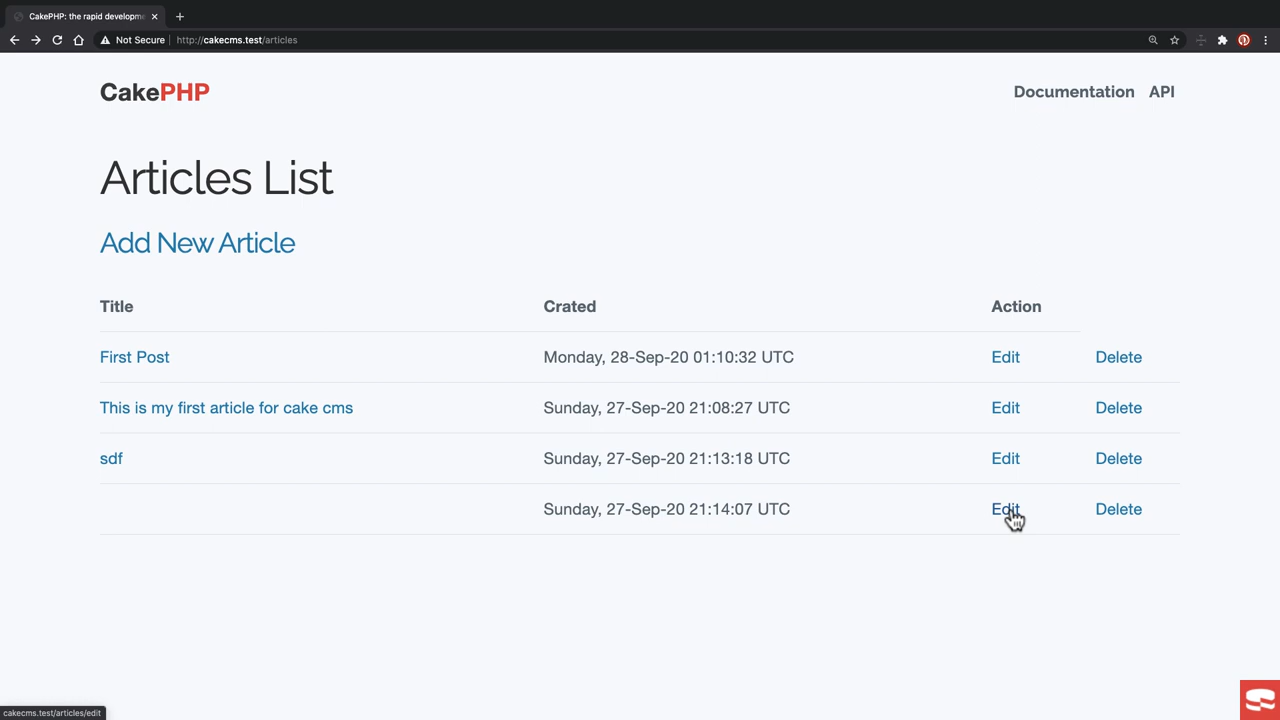 CakePHP: the rapid developme
Not Secure http://cakecms.test/articles
CakePHP
Documentation API
Articles List
Add New Article
Title Crated Action
First Post Monday, 28-Sep-20 01:10:32 UTC Edit Delete
This is my first article for cake cms Sunday, 27-Sep-20 21:08:27 UTC Edit Delete
sdf Sunday, 27-Sep-20 21:13:18 UTC Edit Delete
Sunday, 27-Sep-20 21:14:07 UTC Edit Delete
cakecms.test/articles/edit